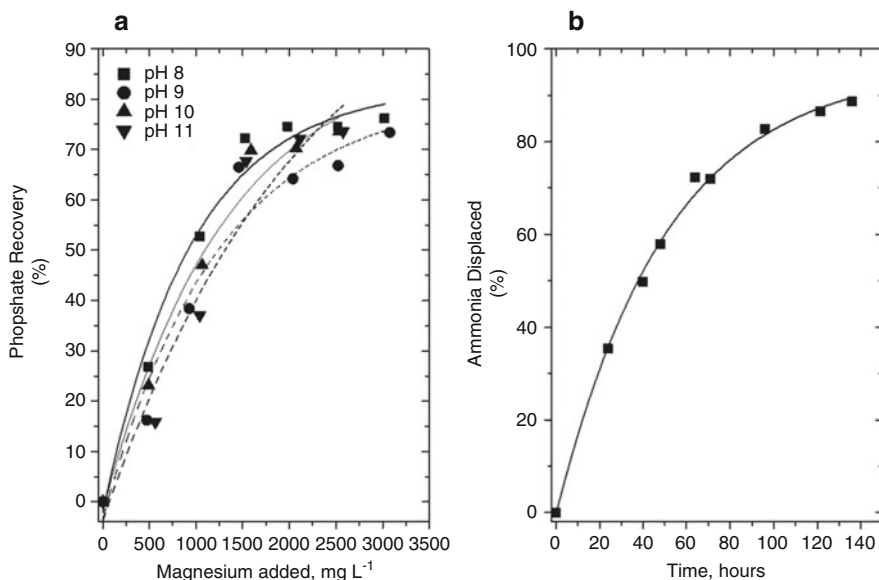 a
90
80
70
60
50
40
30
20
10
0
Phopshate Recovery
(%)
pH 8
pH 9
pH 10
pH 11
0 500 1000 1500 2000 2500 3000 3500
Magnesium added, mg L⁻¹
b
100
80
60
40
20
0
Ammonia Displaced
(%)
0 20 40 60 80 100 120 140
Time, hours